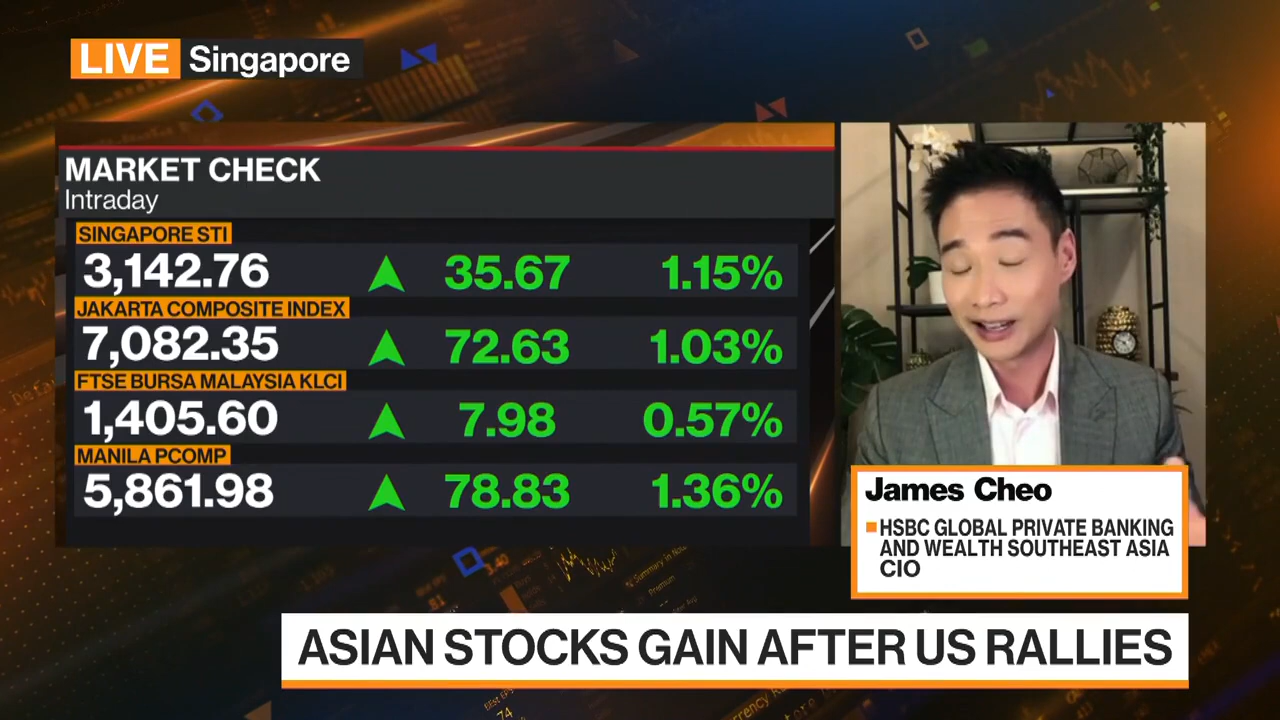 LIVE Singapore
MARKET CHECK
Intraday
SINGAPORE STI
3,142.76 35.67 1.15%
JAKARTA COMPOSITE INDEX
7,082.35 72.63 1.03%
FTSE BURSA MALAYSIA KLCI
1,405.60 7.98 0.57%
MANILA PCOMP
5,861.98 78.83 1.36%
James Cheo
HSBC GLOBAL PRIVATE BANKING
AND WEALTH SOUTHEAST ASIA
CIO
ASIAN STOCKS GAIN AFTER US RALLIES